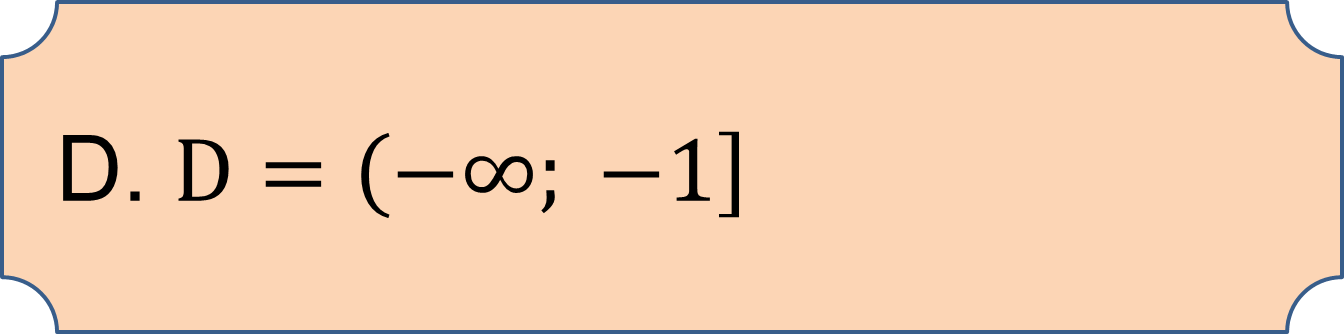 D. D = (−∞; −1]